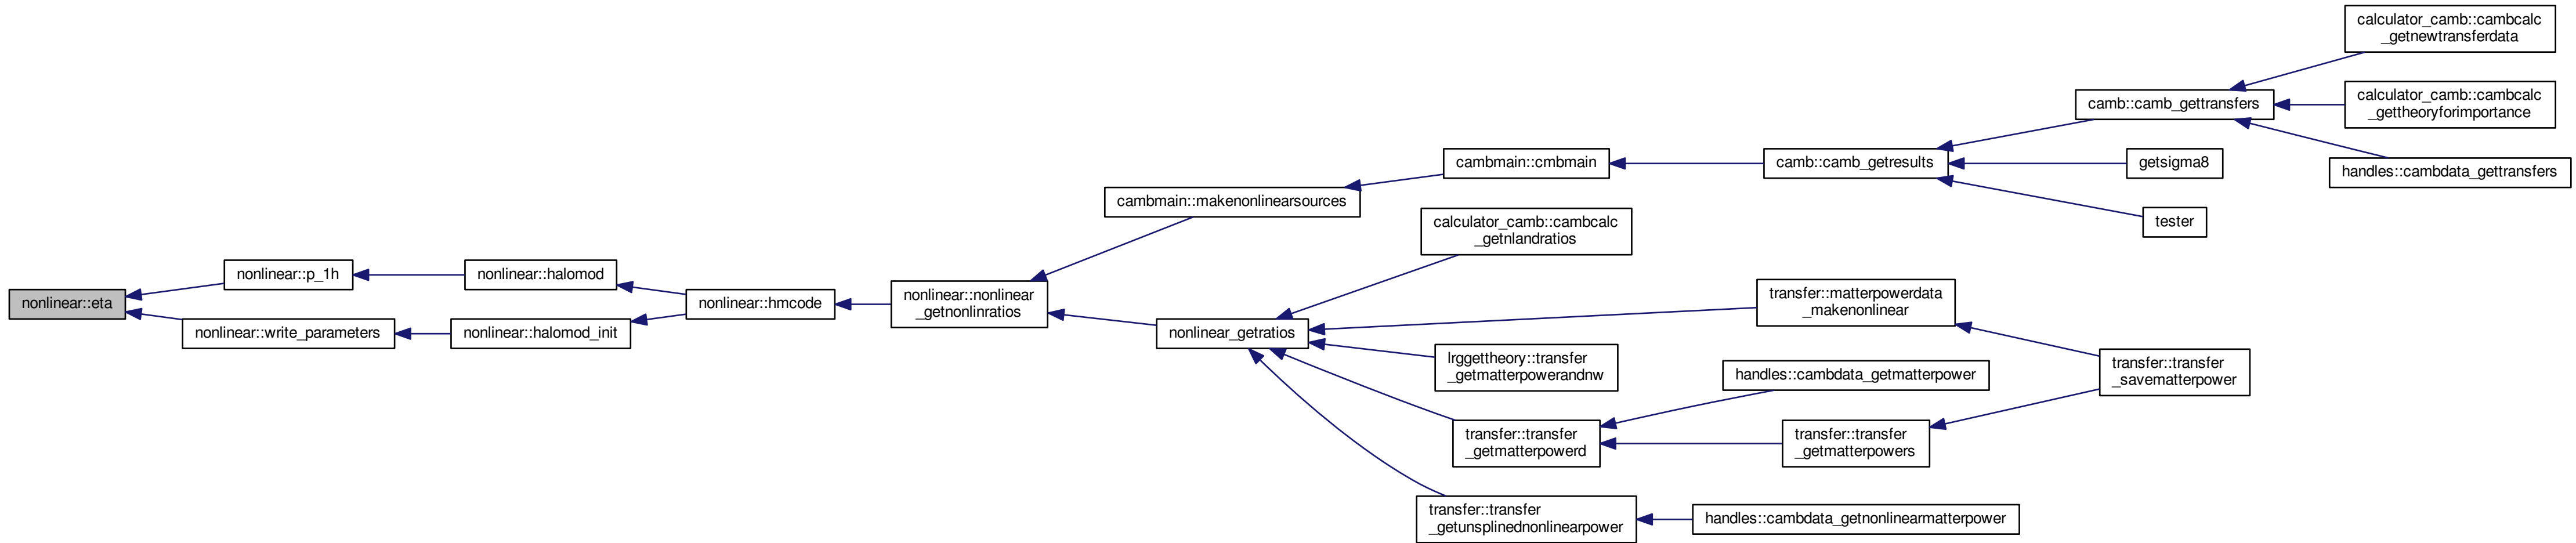 nonlinear::eta
nonlinear::p_1h
nonlinear::write_parameters
nonlinear::halomod
nonlinear::halomod_init
nonlinear::hmcode
nonlinear::nonlinear
_getnonlinratios
cambmain::makenonlinearsources
nonlinear_getratios
cambmain::cmbmain
calculator_camb::cambcalc
_getnlandratios
lrggettheory::transfer
_getmatterpowerandnw
transfer::transfer
_getmatterpowerd
transfer::transfer
_getunsplinednonlinearpower
camb::camb_getresults
transfer::matterpowerdata
_makenonlinear
handles::cambdata_getmatterpower
transfer::transfer
_getmatterpowers
handles::cambdata_getnonlinearmatterpower
camb::camb_gettransfers
getsigma8
tester
transfer::transfer
_savematterpower
calculator_camb::cambcalc
_getnewtransferdata
calculator_camb::cambcalc
_gettheoryforimportance
handles::cambdata_gettransfers